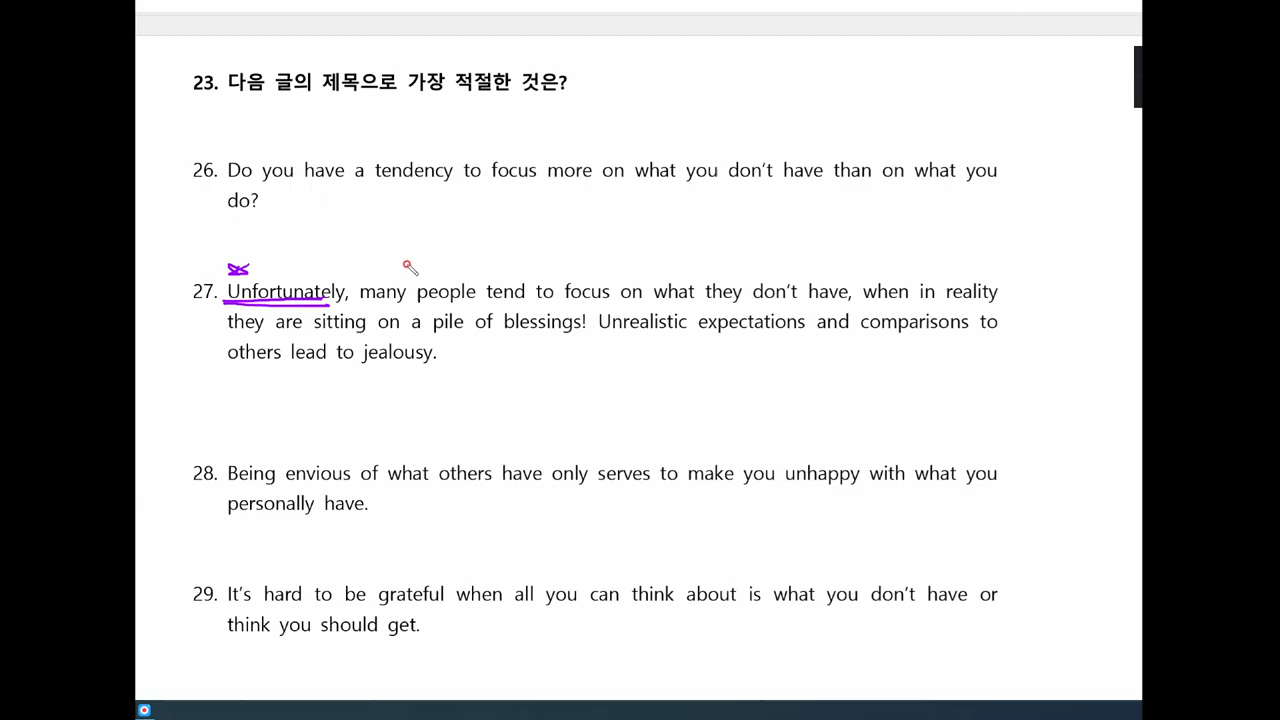 23. 다음 글의 제목으로 가장 적절한 것은?
26. Do you have a tendency to focus more on what you don't have than on what you
do?
27. Unfortunately, many people tend to focus on what they don't have, when in reality
they are sitting on a pile of blessings! Unrealistic expectations and comparisons to
others lead to jealousy.
28. Being envious of what others have only serves to make you unhappy with what you
personally have.
29. It's hard to be grateful when all you can think about is what you don't have or
think you should get.